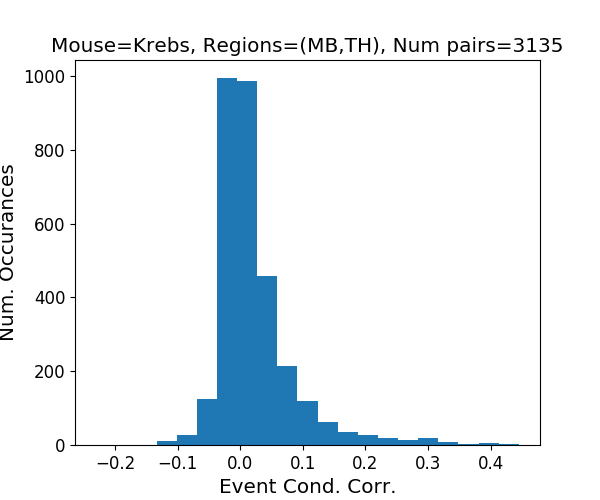 Mouse=Krebs, Regions=(MB,TH), Num pairs=3135
1000
800
600
400
200
0
Num. Occurances
−0.2 −0.1 0.0 0.1 0.2 0.3 0.4
Event Cond. Corr.